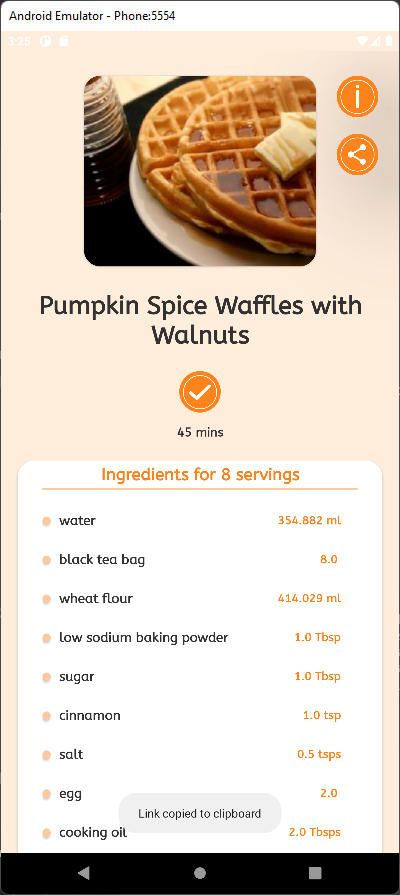 Android Emulator - Phone:5554
3:25
Pumpkin Spice Waffles with
Walnuts
45 mins
Ingredients for 8 servings
water 354.882 ml
black tea bag 8.0
wheat flour 414.029 ml
low sodium baking powder 1.0 Tbsp
sugar 1.0 Tbsp
cinnamon 1.0 tsp
salt 0.5 tsps
egg 2.0
Link copied to clipboard
cooking oil 2.0 Tbsps